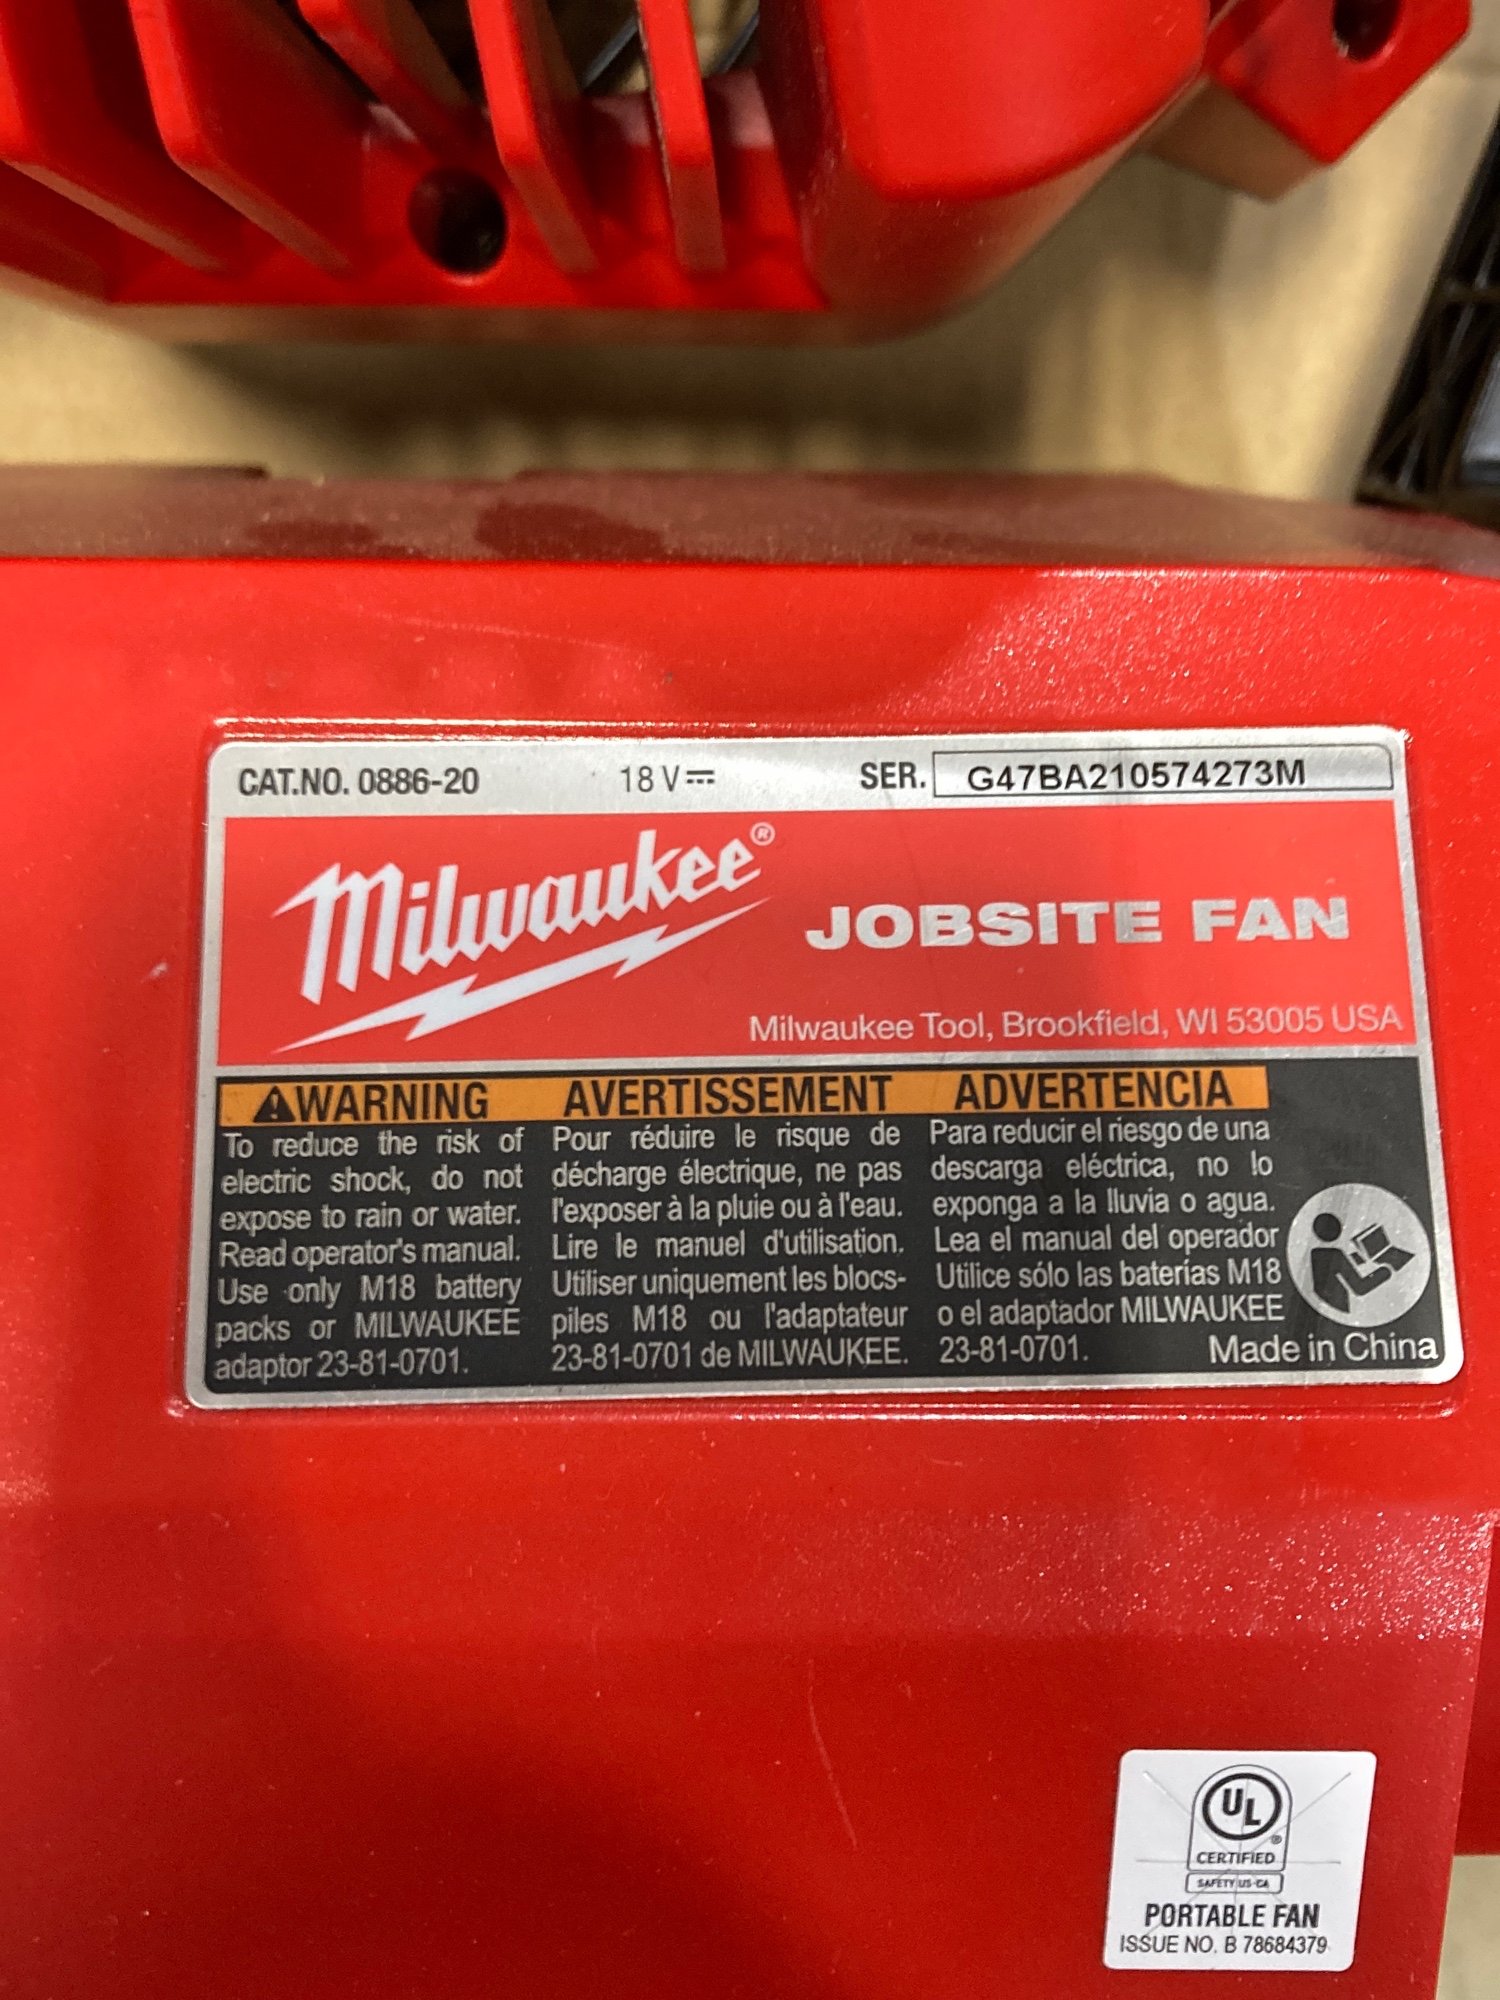 CAT.NO. 0886-20 18 V⎓ SER. G47BA210574273M
Milwaukee®
JOBSITE FAN
Milwaukee Tool, Brookfield, WI 53005 USA
⚠WARNING
To reduce the risk of
electric shock, do not
expose to rain or water.
Read operator's manual.
Use only M18 battery
packs or MILWAUKEE
adaptor 23-81-0701.
AVERTISSEMENT
Pour réduire le risque de
décharge électrique, ne pas
l'exposer à la pluie ou à l'eau.
Lire le manuel d'utilisation.
Utiliser uniquement les blocs-
piles M18 ou l'adaptateur
23-81-0701 de MILWAUKEE.
ADVERTENCIA
Para reducir el riesgo de una
descarga eléctrica, no lo
exponga a la lluvia o agua.
Lea el manual del operador
Utilice sólo las baterías M18
o el adaptador MILWAUKEE
23-81-0701.
Made in China
UL®
CERTIFIED
SAFETY US-CA
PORTABLE FAN
ISSUE NO. B 78684379